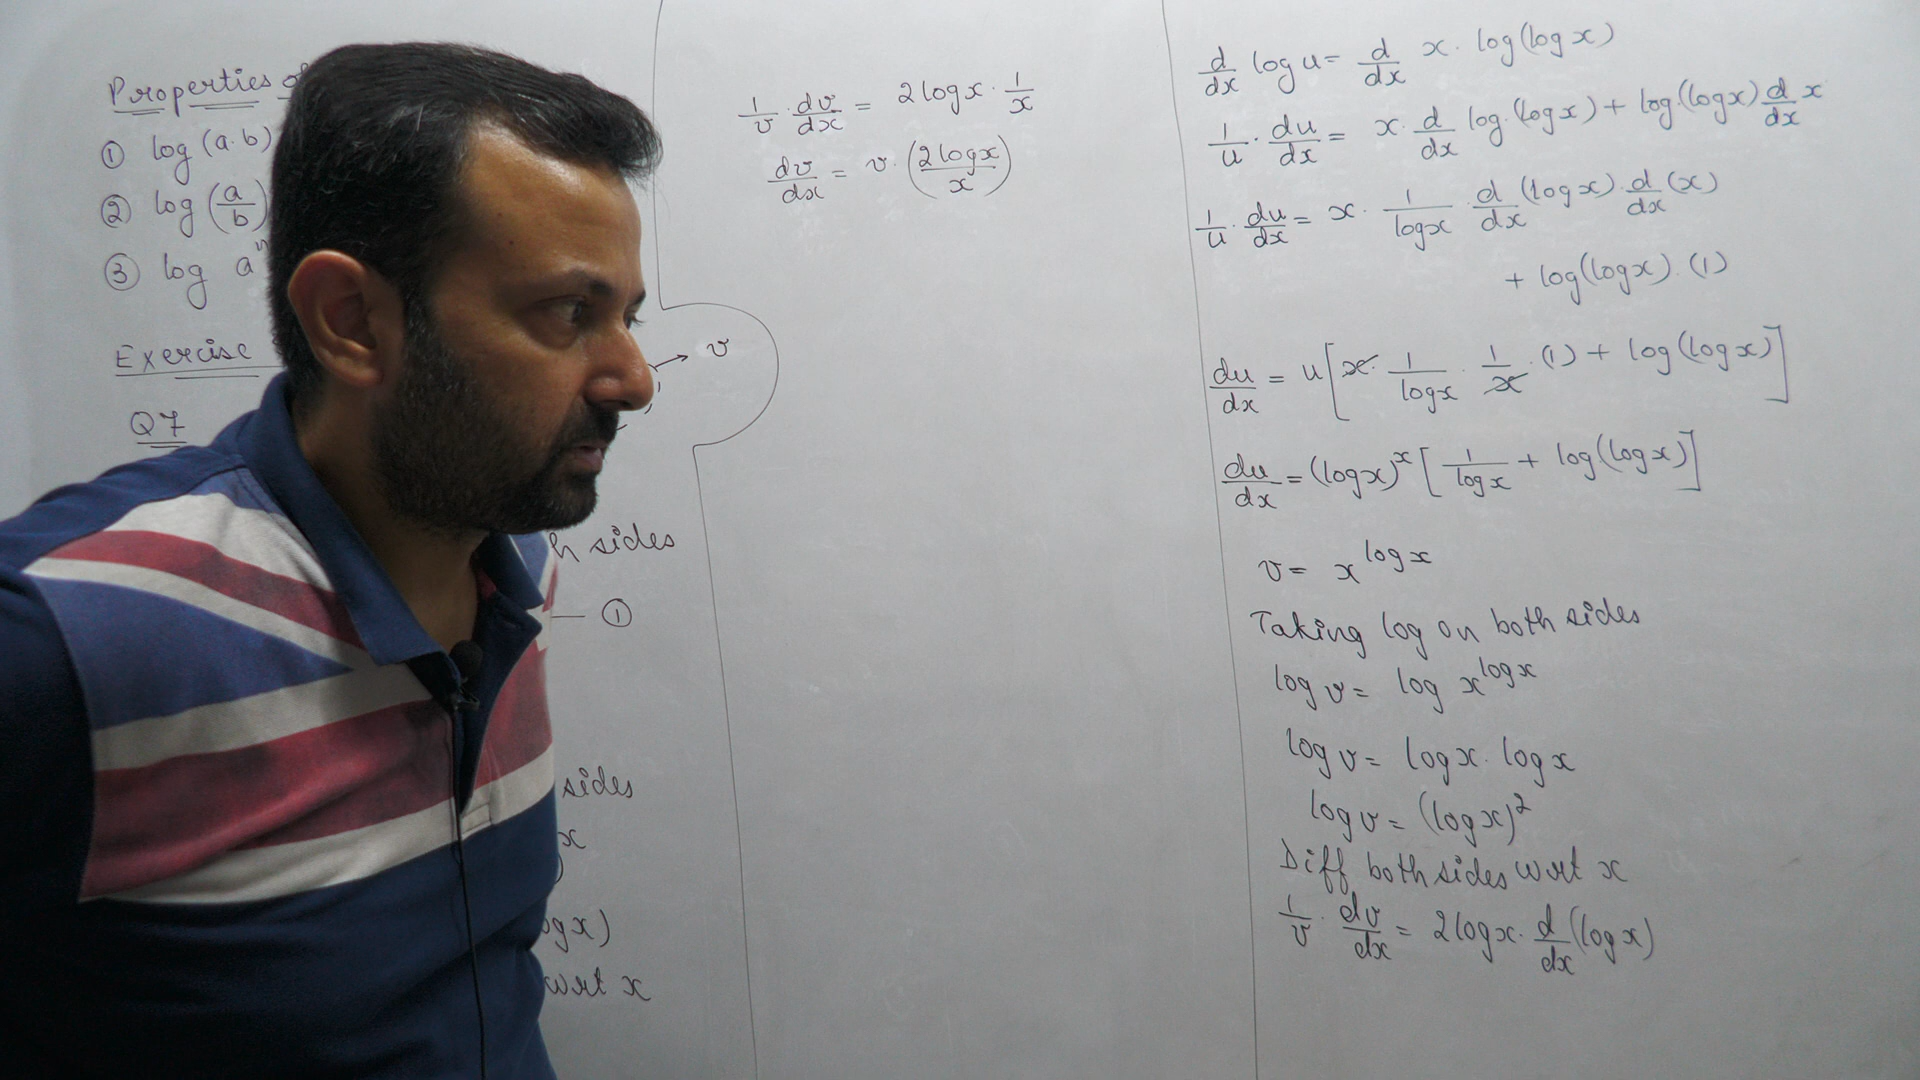 Properties of
① log (a·b)
② log (a/b)
③ log aⁿ
Exercise
Q7
→ v
sides
— ①
sides
x
ogx)
wrt x
1/v · dv/dx = 2 log x · 1/x
dv/dx = v · (2 log x / x)
d/dx log u = d/dx x · log(log x)
1/u · du/dx = x · d/dx log·(log x) + log·(log x) d/dx x
1/u · du/dx = x · 1/log x · d/dx (log x) · d/dx (x)
+ log(log x) · (1)
du/dx = u [x · 1/log x · 1/x · (1) + log(log x)]
du/dx = (log x)ˣ [1/log x + log(log x)]
v = x^log x
Taking log on both sides
log v = log x^log x
log v = log x · log x
log v = (log x)²
Diff both sides wrt x
1/v · dv/dx = 2 log x · d/dx (log x)